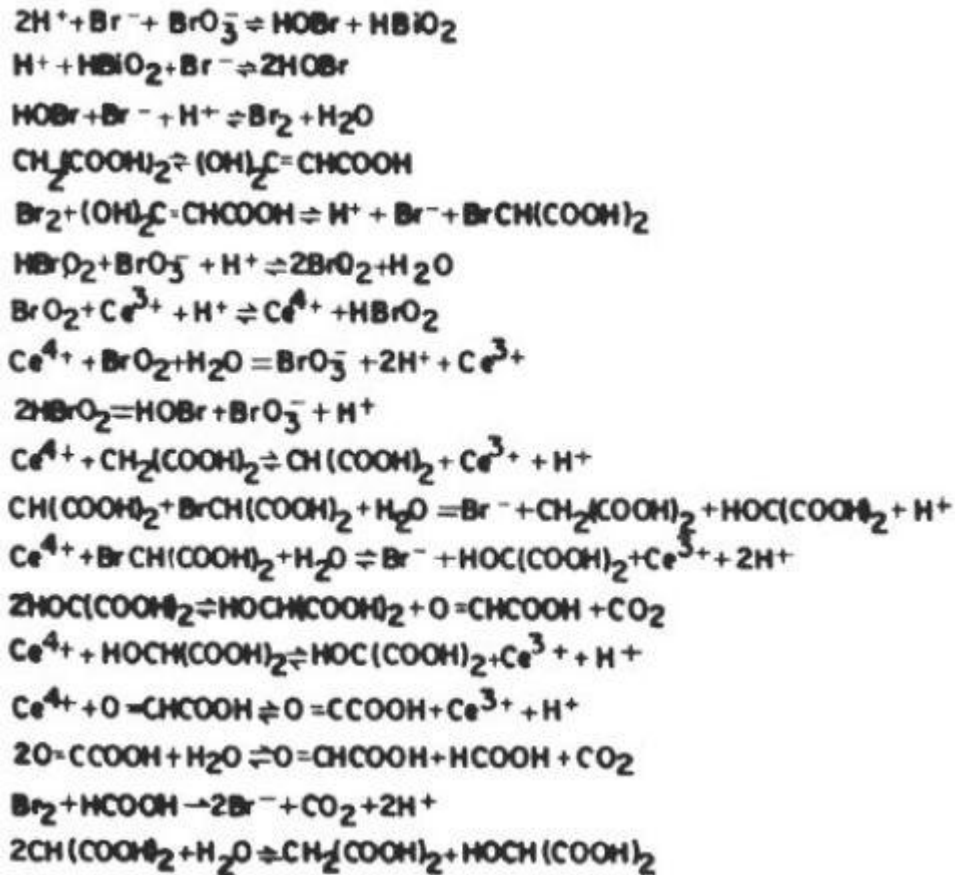 2H⁺+Br⁻+ BrO₃⁻⇌HOBr + HBiO₂
H⁺ +HBiO₂+Br⁻⇌2HOBr
HOBr+Br⁻ + H⁺ ⇌Br₂ +H₂O
CH₂(COOH)₂⇌ (OH)₂C=CHCOOH
Br₂+(OH)₂C=CHCOOH⇌ H⁺ + Br⁻+ BrCH(COOH)₂
HBrO₂+BrO₃⁻ + H⁺ ⇌2BrO₂+H₂O
BrO₂+Ce³⁺ + H⁺ ⇌ Ce⁴⁺ +HBrO₂
Ce⁴⁺ +BrO₂+H₂O =BrO₃⁻ +2H⁺ + Ce³⁺
2HBrO₂=HOBr+BrO₃⁻ + H⁺
Ce⁴⁺+ CH₂(COOH)₂⇌ CH(COOH)₂+ Ce³⁺ + H⁺
CH(COOH)₂+BrCH(COOH)₂ + H₂O =Br⁻ +CH₂(COOH)₂ +HOC(COOH)₂ + H⁺
Ce⁴⁺+BrCH(COOH)₂+H₂O ⇌ Br⁻ +HOC(COOH)₂+Ce³⁺ + 2H⁺
2HOC(COOH)₂⇌HOCH(COOH)₂ + O =CHCOOH +CO₂
Ce⁴⁺ + HOCH(COOH)₂⇌HOC(COOH)₂+Ce³⁺ + H⁺
Ce⁴⁺ +O=CHCOOH ⇌O =CCOOH+Ce³⁺ +H⁺
2O=CCOOH+H₂O ⇌O=CHCOOH+HCOOH + CO₂
Br₂+HCOOH→2Br⁻+CO₂+2H⁺
2CH(COOH)₂+H₂O⇌CH₂(COOH)₂+HOCH(COOH)₂